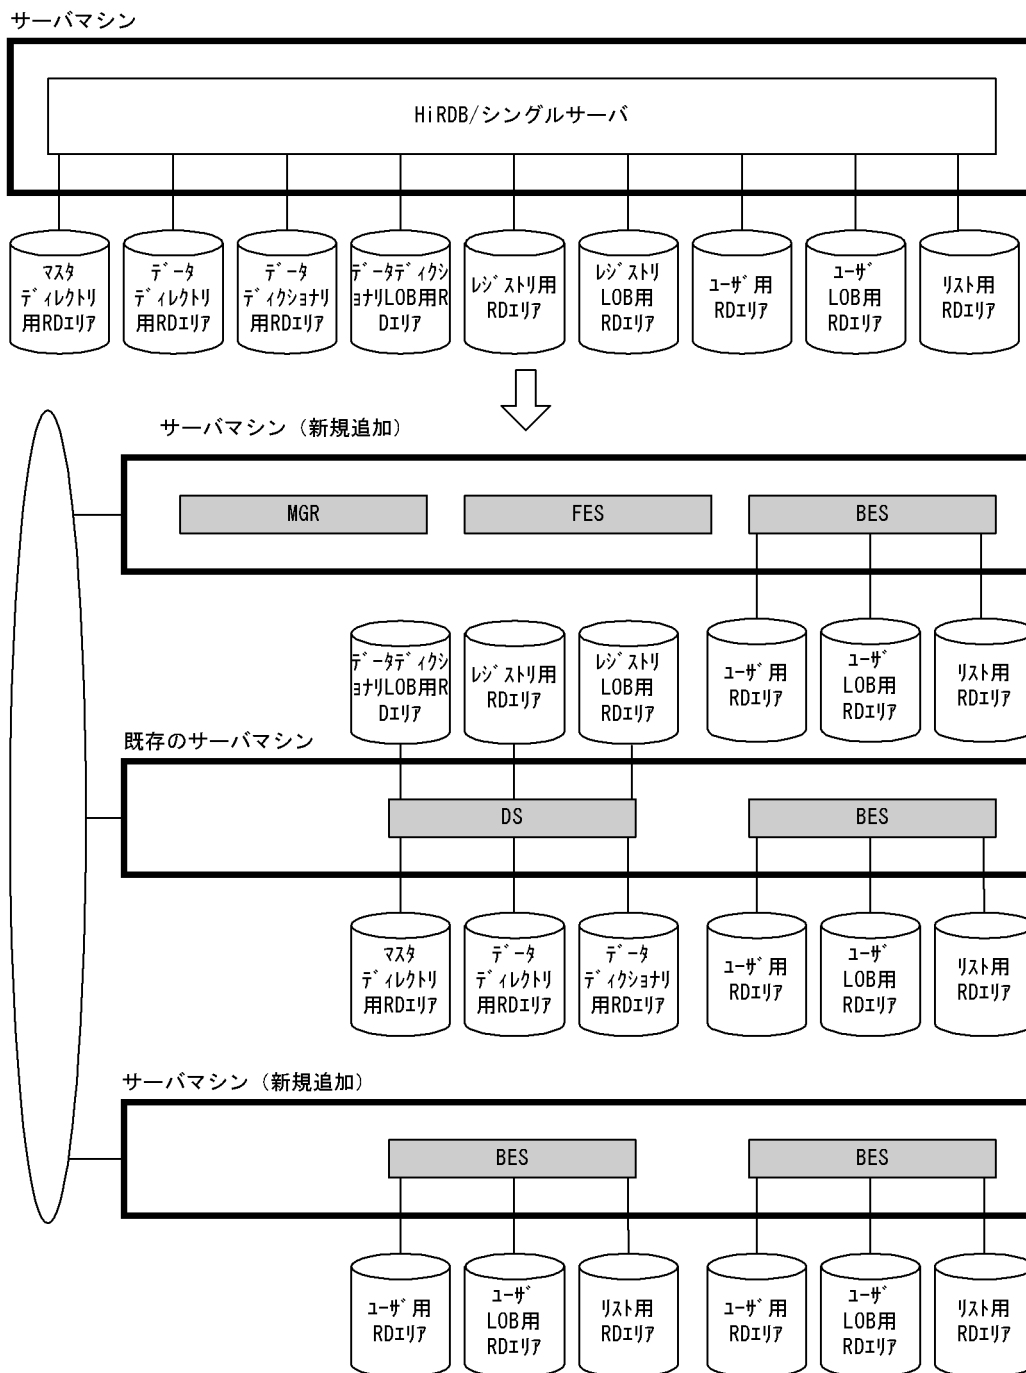 サーバマシン
HiRDB/シングルサーバ
マスタ
ディレクトリ
用RDエリア
データ
ディレクトリ
用RDエリア
データ
ディクショナリ
用RDエリア
データディクシ
ョナリLOB用R
Dエリア
レジストリ用
RDエリア
レジストリ
LOB用
RDエリア
ユーザ用
RDエリア
ユーザ
LOB用
RDエリア
リスト用
RDエリア
サーバマシン（新規追加）
MGR
FES
BES
データディクシ
ョナリLOB用R
Dエリア
レジストリ用
RDエリア
レジストリ
LOB用
RDエリア
ユーザ用
RDエリア
ユーザ
LOB用
RDエリア
リスト用
RDエリア
既存のサーバマシン
DS
BES
マスタ
ディレクトリ
用RDエリア
データ
ディレクトリ
用RDエリア
データ
ディクショナリ
用RDエリア
ユーザ用
RDエリア
ユーザ
LOB用
RDエリア
リスト用
RDエリア
サーバマシン（新規追加）
BES
BES
ユーザ用
RDエリア
ユーザ
LOB用
RDエリア
リスト用
RDエリア
ユーザ用
RDエリア
ユーザ
LOB用
RDエリア
リスト用
RDエリア